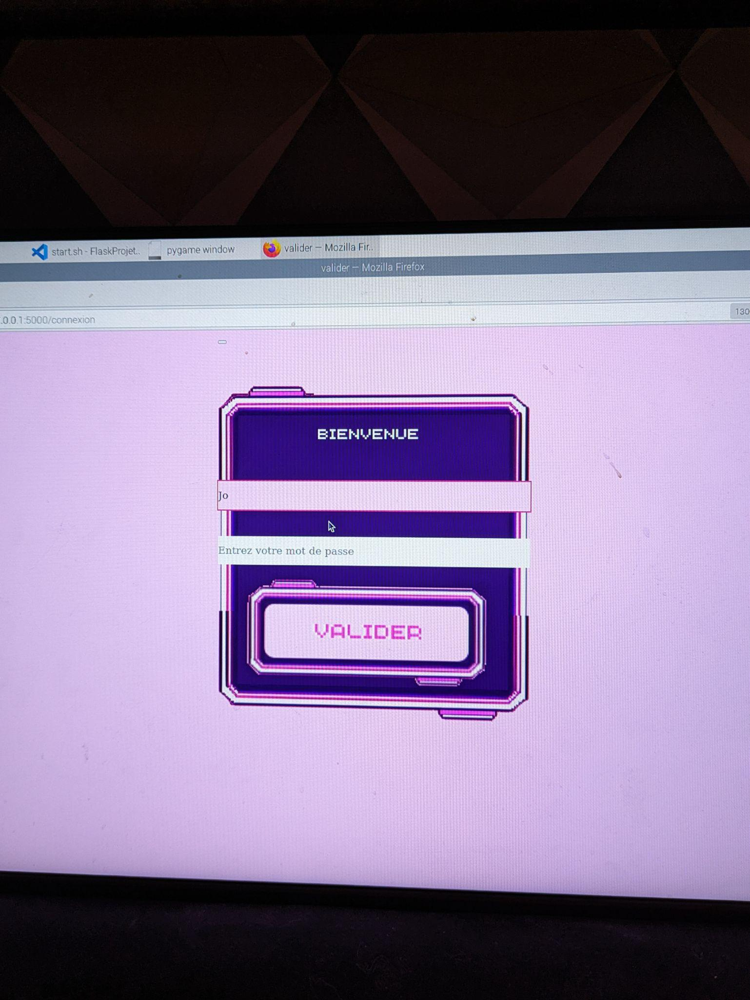 start.sh - FlaskProjet..
pygame window
valider — Mozilla Fir..
valider — Mozilla Firefox
.0.0.1:5000/connexion
130
BIENVENUE
Jo
Entrez votre mot de passe
VALIDER